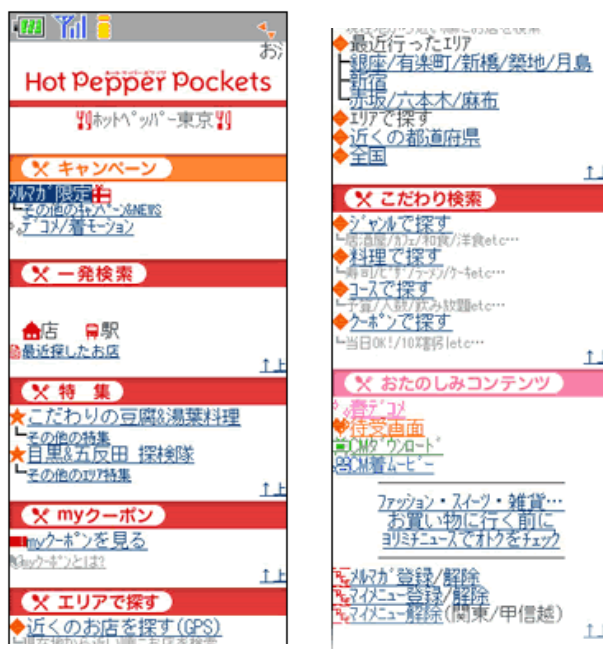 お
Hot Pepper Pockets
ﾎｯﾄﾍﾟｯﾊﾟｰ東京
キャンペーン
ﾒﾙﾏｶﾞ限定
その他のｷｬﾝﾍﾟｰﾝ&NEWS
ﾃﾞｺﾒ/着モーション
一発検索
店 駅
最近探したお店
↑上
特 集
★こだわりの豆腐&湯葉料理
その他の特集
★目黒&五反田 探検隊
その他のｴﾘｱ特集
↑上
myクーポン
myｸｰﾎﾟﾝを見る
myｸｰﾎﾟﾝとは?
↑上
エリアで探す
◆近くのお店を探す(GPS)
◆最近行ったｴﾘｱ
銀座/有楽町/新橋/築地/月島
新宿
赤坂/六本木/麻布
◆ｴﾘｱで探す
◆近くの都道府県
◆全国
↑上
こだわり検索
◆ｼﾞｬﾝﾙで探す
居酒屋/ｶﾌｪ/和食/洋食etc…
◆料理で探す
寿司/ﾋﾟｻﾞ/ﾗｰﾒﾝ/ｹｰｷetc…
◆ｺｰｽで探す
予算/人数/飲み放題etc…
◆ｸｰﾎﾟﾝで探す
当日OK!/10%割引etc…
↑上
おたのしみコンテンツ
春ﾃﾞｺﾒ
待受画面
CMﾀﾞｳﾝﾛｰﾄﾞ
CM着ﾑｰﾋﾞｰ
ﾌｧｯｼｮﾝ・ｽｲｰﾂ・雑貨…
お買い物に行く前に
ﾖﾘﾐﾁﾆｭｰｽでｵﾄｸをﾁｪｯｸ
ﾒﾙﾏｶﾞ登録/解除
ﾏｲﾒﾆｭｰ登録/解除
ﾏｲﾒﾆｭｰ解除(関東/甲信越)
↑上